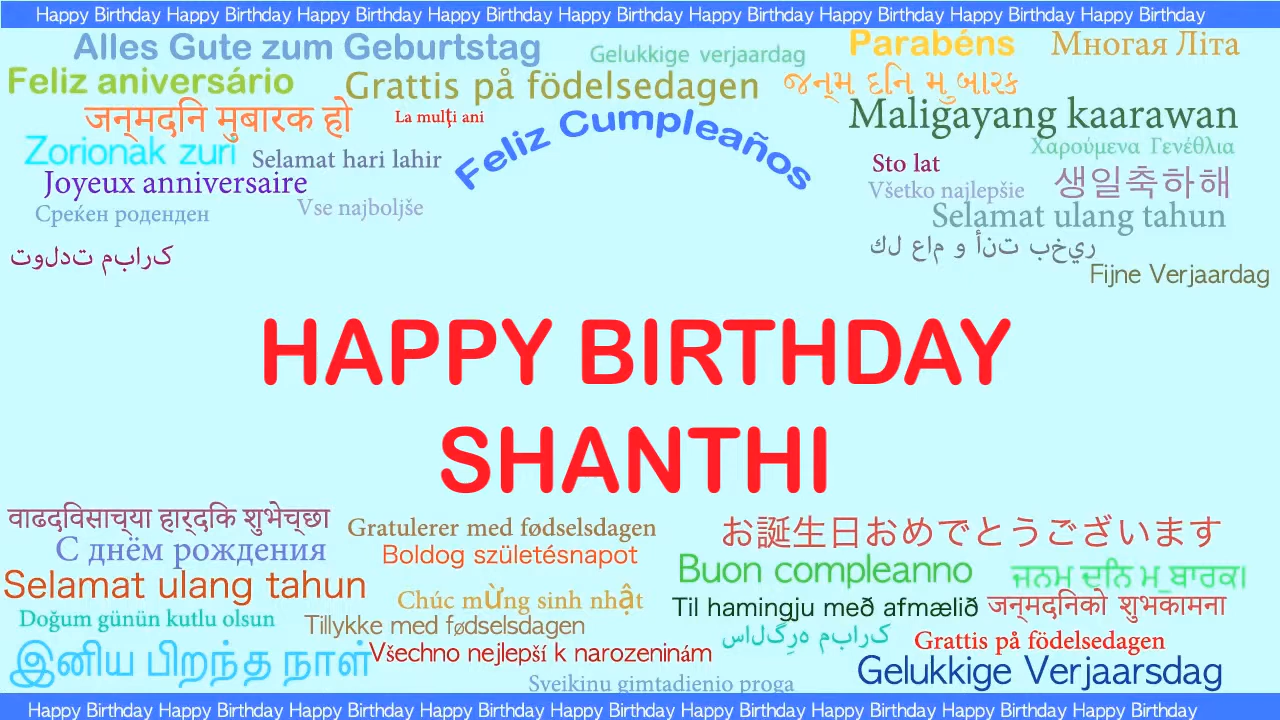 Happy Birthday Happy Birthday Happy Birthday Happy Birthday Happy Birthday Happy Birthday Happy Birthday Happy Birthday Happy Birthday
Alles Gute zum Geburtstag
Gelukkige verjaardag
Parabéns
Многая Літа
Feliz aniversário
Grattis på födelsedagen
જન્મ દિન મુબારક
जन्मदिन मुबारक हो
La mulţi ani
Feliz Cumpleaños
Maligayang kaarawan
Zorionak zuri
Selamat hari lahir
Χαρούμενα Γενέθλια
Sto lat
Joyeux anniversaire
Všetko najlepšie
생일축하해
Среќен роденден
Vse najboljše
Selamat ulang tahun
تولدت مبارک
كل عام و أنت بخير
Fijne Verjaardag
HAPPY BIRTHDAY
SHANTHI
वाढदिवसाच्या हार्दिक शुभेच्छा
Gratulerer med fødselsdagen
お誕生日おめでとうございます
С днём рождения
Boldog születésnapot
Buon compleanno
ਜਨਮ ਦਿਨ ਮੁਬਾਰਕ।
Selamat ulang tahun
Chúc mừng sinh nhật
Til hamingju með afmælið
जन्मदिनको शुभकामना
Doğum günün kutlu olsun
Tillykke med fødselsdagen
سالگرہ مبارک
Grattis på födelsedagen
இனிய பிறந்த நாள்
Všechno nejlepší k narozeninám
Gelukkige Verjaarsdag
Sveikinu gimtadienio proga
Happy Birthday Happy Birthday Happy Birthday Happy Birthday Happy Birthday Happy Birthday Happy Birthday Happy Birthday Happy Birthday